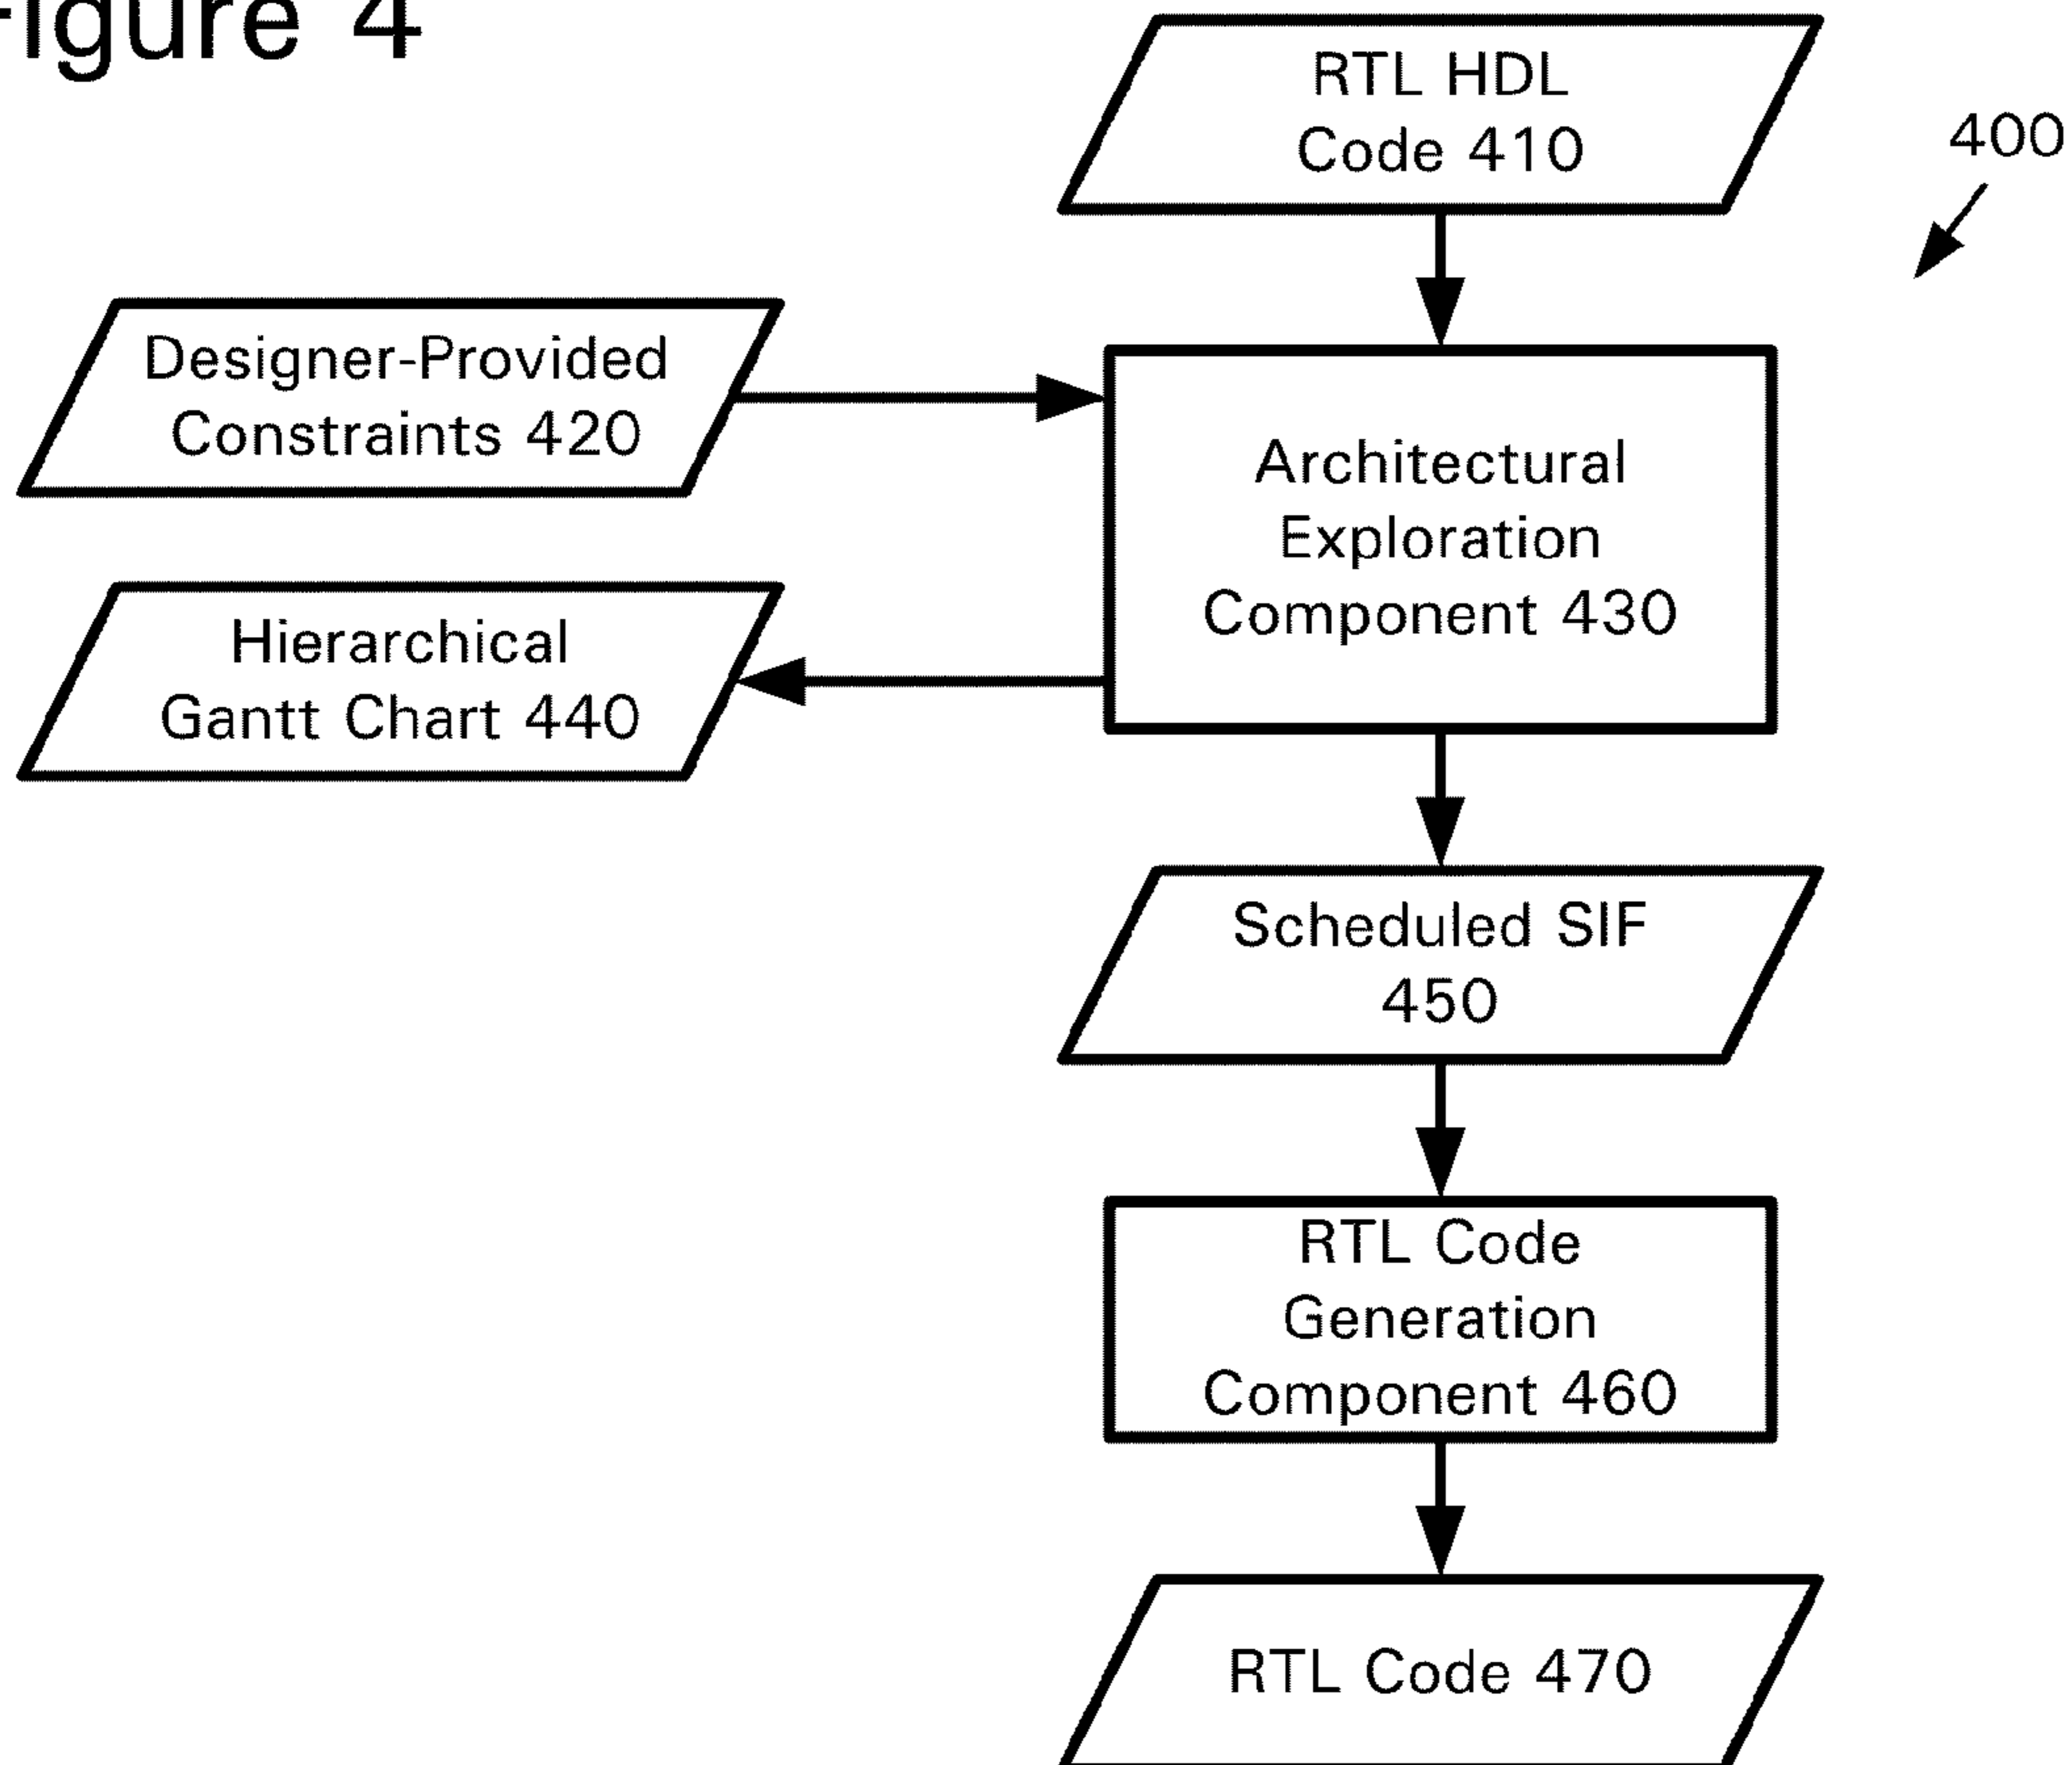 Figure 4
RTL HDL
Code 410
400
Designer-Provided
Constraints 420
Architectural
Exploration
Component 430
Hierarchical
Gantt Chart 440
Scheduled SIF
450
RTL Code
Generation
Component 460
RTL Code 470